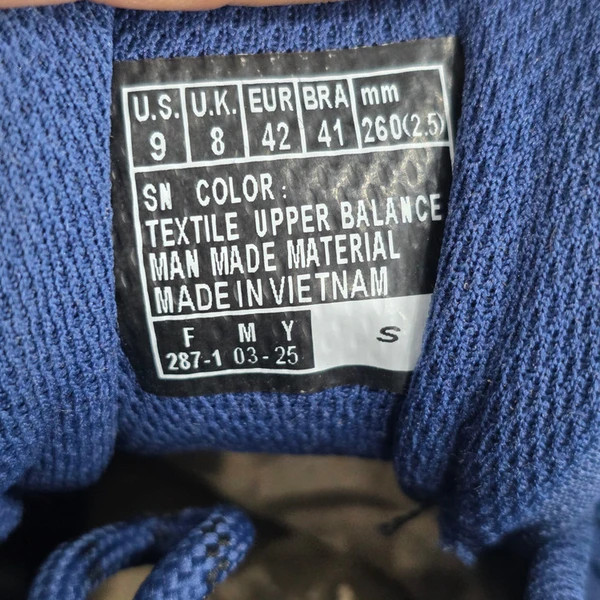 U.S. U.K. EUR BRA mm
9 8 42 41 260(2.5)
SN COLOR:
TEXTILE UPPER BALANCE
MAN MADE MATERIAL
MADE IN VIETNAM
F M Y
287-1 03-25
S